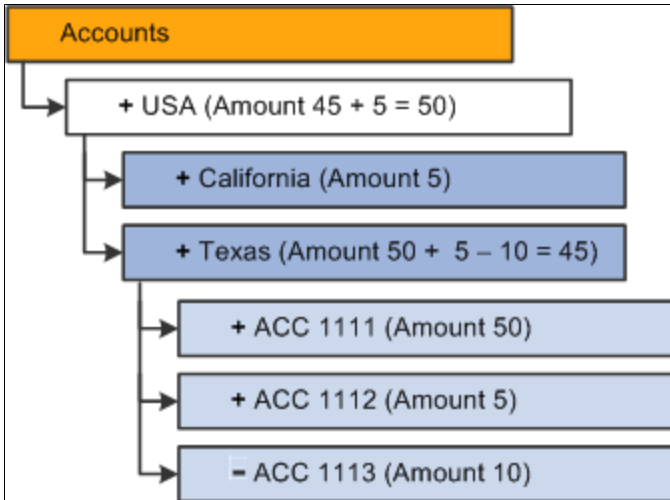 Accounts
+ USA (Amount 45 + 5 = 50)
+ California (Amount 5)
+ Texas (Amount 50 + 5 – 10 = 45)
+ ACC 1111 (Amount 50)
+ ACC 1112 (Amount 5)
– ACC 1113 (Amount 10)